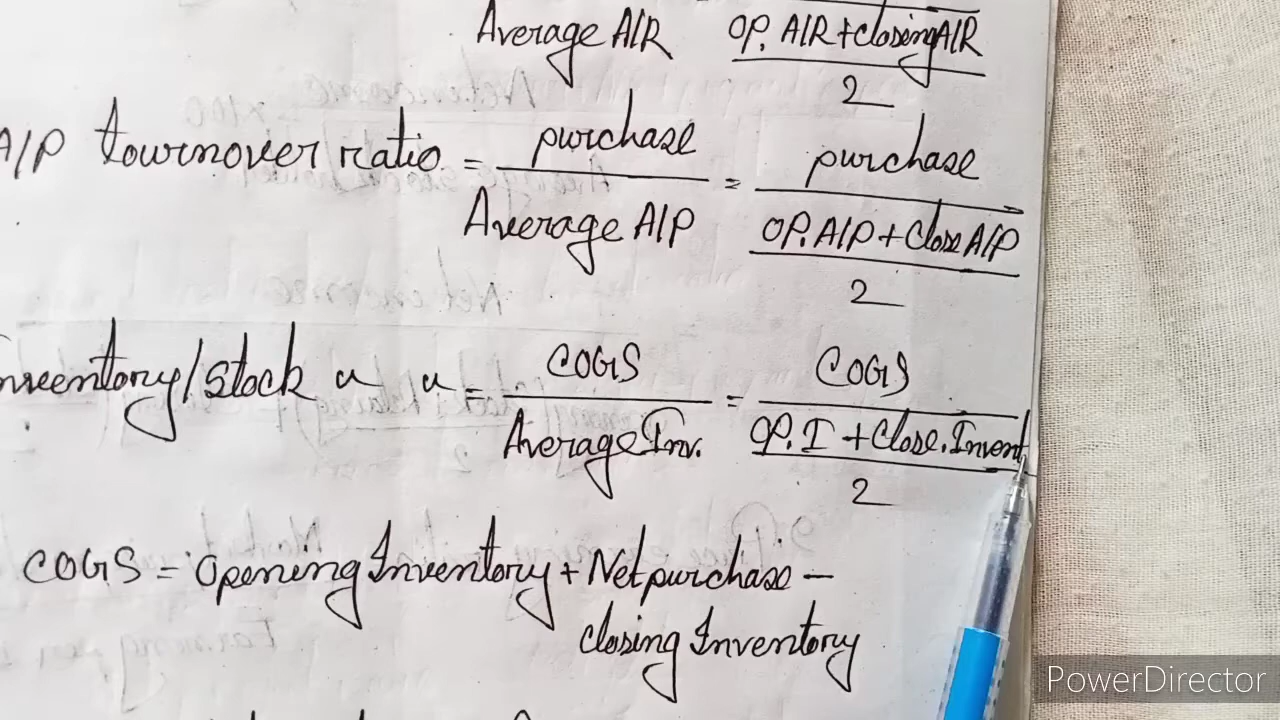 Average A/R OP. A/R + Closing A/R
2
A/P tournover ratio = purchase = purchase
Average A/P OP. A/P + Close A/P
2
Inventory/Stock " " = COGS = COGS
Average Inv. OP. I + Close. Invent
2
COGS = Opening Inventory + Net purchase -
Closing Inventory
PowerDirector